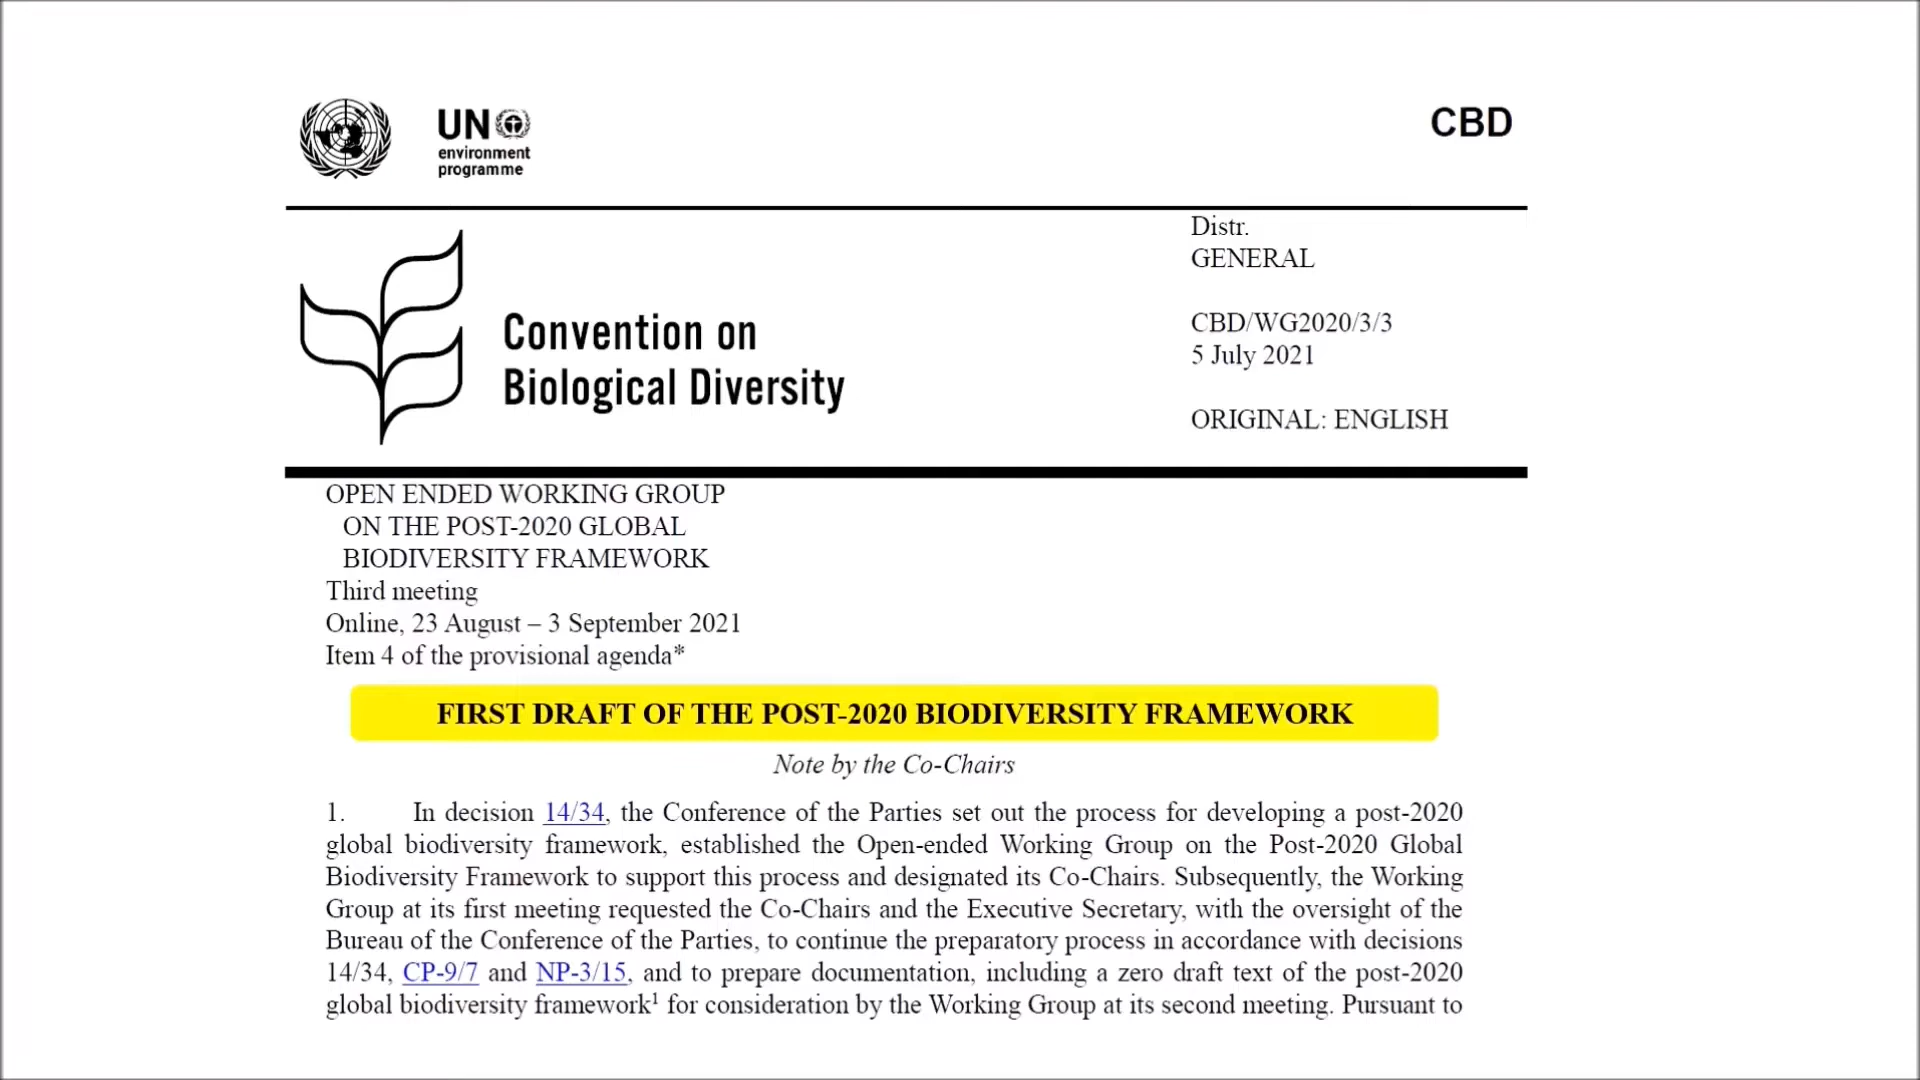 UN
environment
programme
CBD
Convention on
Biological Diversity
Distr.
GENERAL
CBD/WG2020/3/3
5 July 2021
ORIGINAL: ENGLISH
OPEN ENDED WORKING GROUP
ON THE POST-2020 GLOBAL
BIODIVERSITY FRAMEWORK
Third meeting
Online, 23 August – 3 September 2021
Item 4 of the provisional agenda*
FIRST DRAFT OF THE POST-2020 BIODIVERSITY FRAMEWORK
Note by the Co-Chairs
1. In decision 14/34, the Conference of the Parties set out the process for developing a post-2020
global biodiversity framework, established the Open-ended Working Group on the Post-2020 Global
Biodiversity Framework to support this process and designated its Co-Chairs. Subsequently, the Working
Group at its first meeting requested the Co-Chairs and the Executive Secretary, with the oversight of the
Bureau of the Conference of the Parties, to continue the preparatory process in accordance with decisions
14/34, CP-9/7 and NP-3/15, and to prepare documentation, including a zero draft text of the post-2020
global biodiversity framework¹ for consideration by the Working Group at its second meeting. Pursuant to